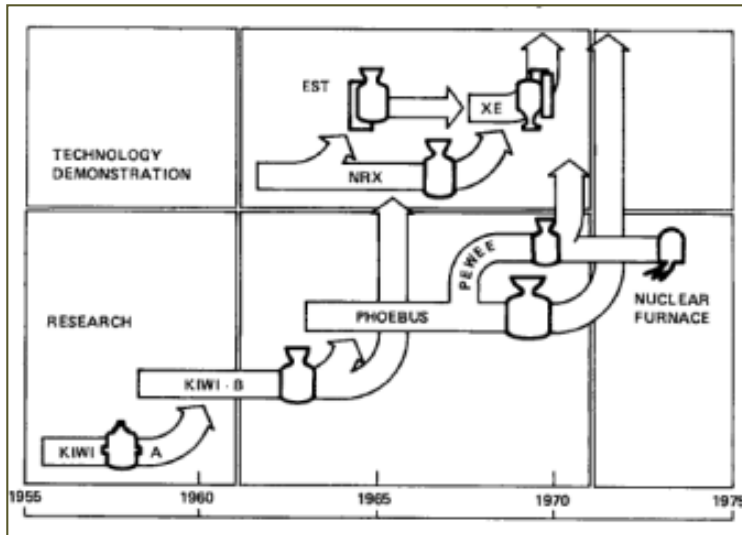 EST
XE
TECHNOLOGY
DEMONSTRATION
NRX
PEWEE
RESEARCH
PHOEBUS
NUCLEAR
FURNACE
KIWI - B
KIWI A
1955 1960 1965 1970 1975